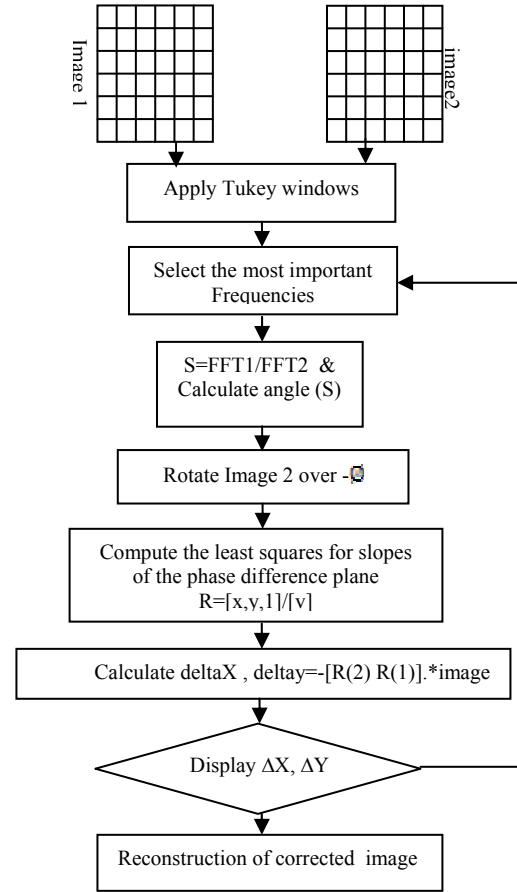 Image 1
image2
Apply Tukey windows
Select the most important
Frequencies
S=FFT1/FFT2 &
Calculate angle (S)
Rotate Image 2 over -Ø
Compute the least squares for slopes
of the phase difference plane
R=[x,y,1]/[v]
Calculate deltaX , deltay=-[R(2) R(1)].*image
Display ΔX, ΔY
Reconstruction of corrected image